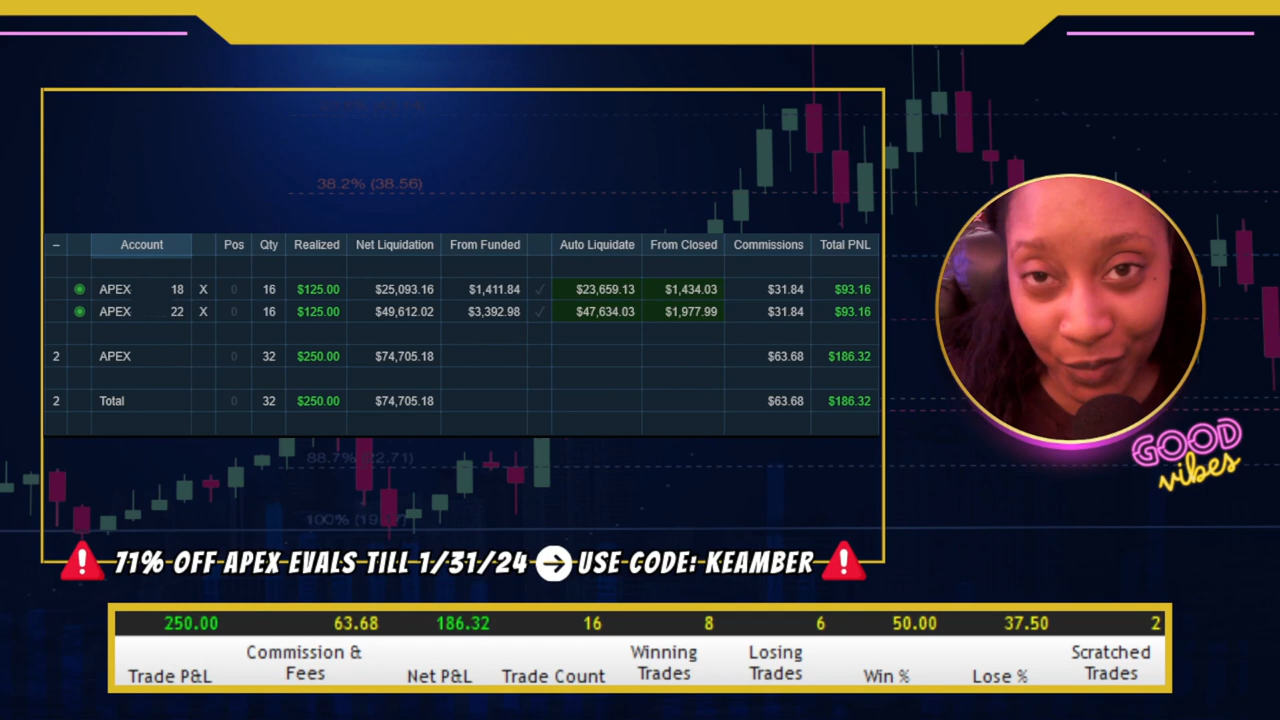 38.2% (38.56)
– Account Pos Qty Realized Net Liquidation From Funded Auto Liquidate From Closed Commissions Total PNL
APEX 18 X 0 16 $125.00 $25,093.16 $1,411.84 ✓ $23,659.13 $1,434.03 $31.84 $93.16
APEX 22 X 0 16 $125.00 $49,612.02 $3,392.98 ✓ $47,634.03 $1,977.99 $31.84 $93.16
2 APEX 0 32 $250.00 $74,705.18 $63.68 $186.32
2 Total 0 32 $250.00 $74,705.18 $63.68 $186.32
GOOD
vibes
88.7% 22.71)
100% (19.
71% OFF APEX EVALS TILL 1/31/24 → USE CODE: KEAMBER
250.00 63.68 186.32 16 8 6 50.00 37.50 2
Trade P&L Commission & Fees Net P&L Trade Count Winning Trades Losing Trades Win % Lose % Scratched Trades